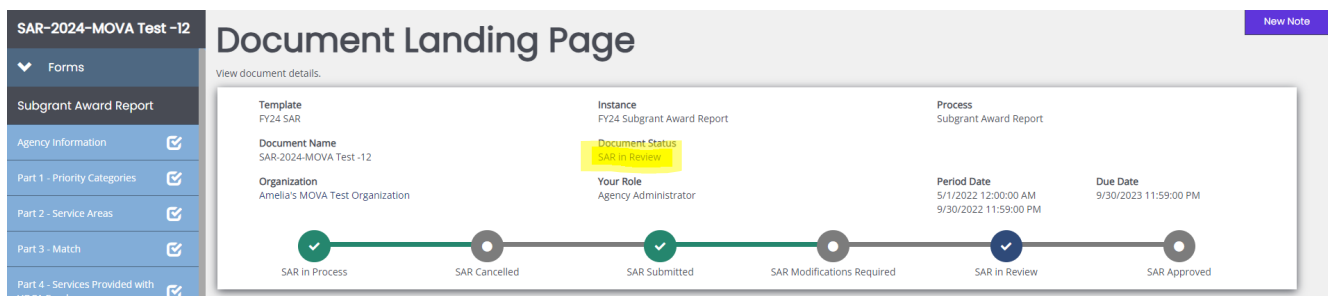 SAR-2024-MOVA Test -12
Forms
Subgrant Award Report
Agency Information
Part 1 - Priority Categories
Part 2 - Service Areas
Part 3 - Match
Part 4 - Services Provided with
New Note
Document Landing Page
View document details.
Template
FY24 SAR
Instance
FY24 Subgrant Award Report
Process
Subgrant Award Report
Document Name
SAR-2024-MOVA Test -12
Document Status
SAR in Review
Organization
Amelia's MOVA Test Organization
Your Role
Agency Administrator
Period Date
5/1/2022 12:00:00 AM
9/30/2022 11:59:00 PM
Due Date
9/30/2023 11:59:00 PM
SAR in Process
SAR Cancelled
SAR Submitted
SAR Modifications Required
SAR in Review
SAR Approved